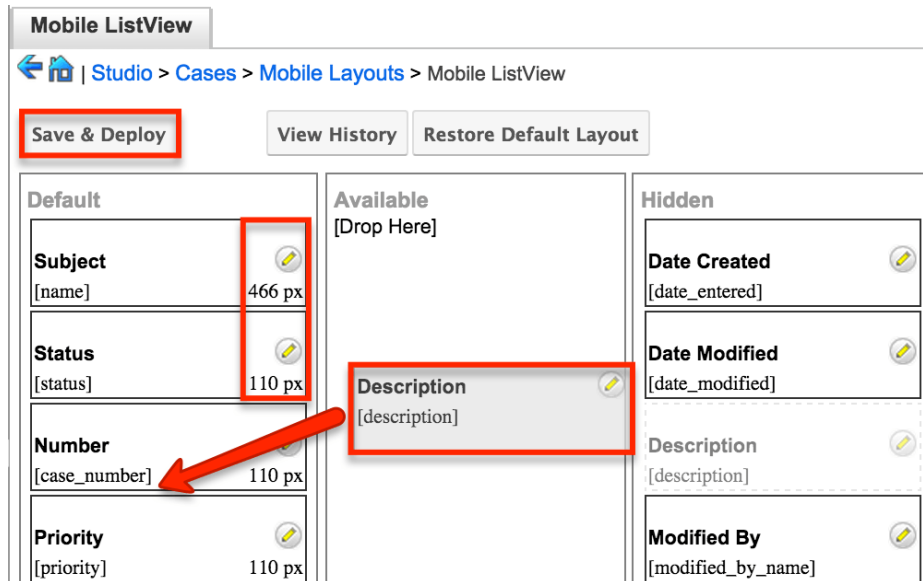 Mobile ListView
| Studio > Cases > Mobile Layouts > Mobile ListView
Save & Deploy
View History
Restore Default Layout
Default
Subject
[name]
466 px
Status
[status]
110 px
Number
[case_number]
110 px
Priority
[priority]
110 px
Available
[Drop Here]
Description
[description]
Hidden
Date Created
[date_entered]
Date Modified
[date_modified]
Description
[description]
Modified By
[modified_by_name]